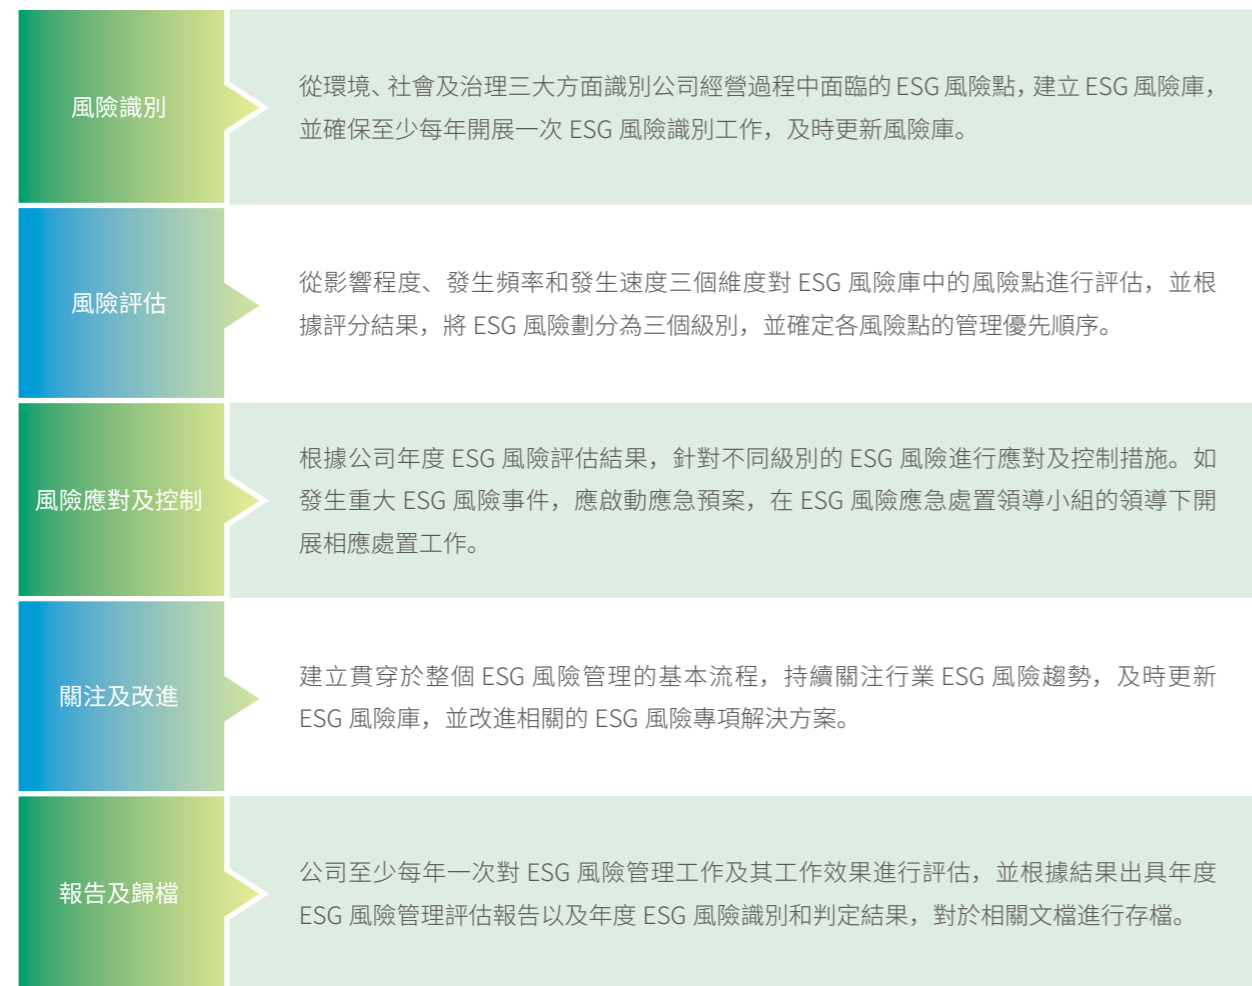 風險識別
從環境、社會及治理三大方面識別公司經營過程中面臨的 ESG 風險點，建立 ESG 風險庫，
並確保至少每年開展一次 ESG 風險識別工作，及時更新風險庫。
風險評估
從影響程度、發生頻率和發生速度三個維度對 ESG 風險庫中的風險點進行評估，並根
據評分結果，將 ESG 風險劃分為三個級別，並確定各風險點的管理優先順序。
風險應對及控制
根據公司年度 ESG 風險評估結果，針對不同級別的 ESG 風險進行應對及控制措施。如
發生重大 ESG 風險事件，應啟動應急預案，在 ESG 風險應急處置領導小組的領導下開
展相應處置工作。
關注及改進
建立貫穿於整個 ESG 風險管理的基本流程，持續關注行業 ESG 風險趨勢，及時更新
ESG 風險庫，並改進相關的 ESG 風險專項解決方案。
報告及歸檔
公司至少每年一次對 ESG 風險管理工作及其工作效果進行評估，並根據結果出具年度
ESG 風險管理評估報告以及年度 ESG 風險識別和判定結果，對於相關文檔進行存檔。